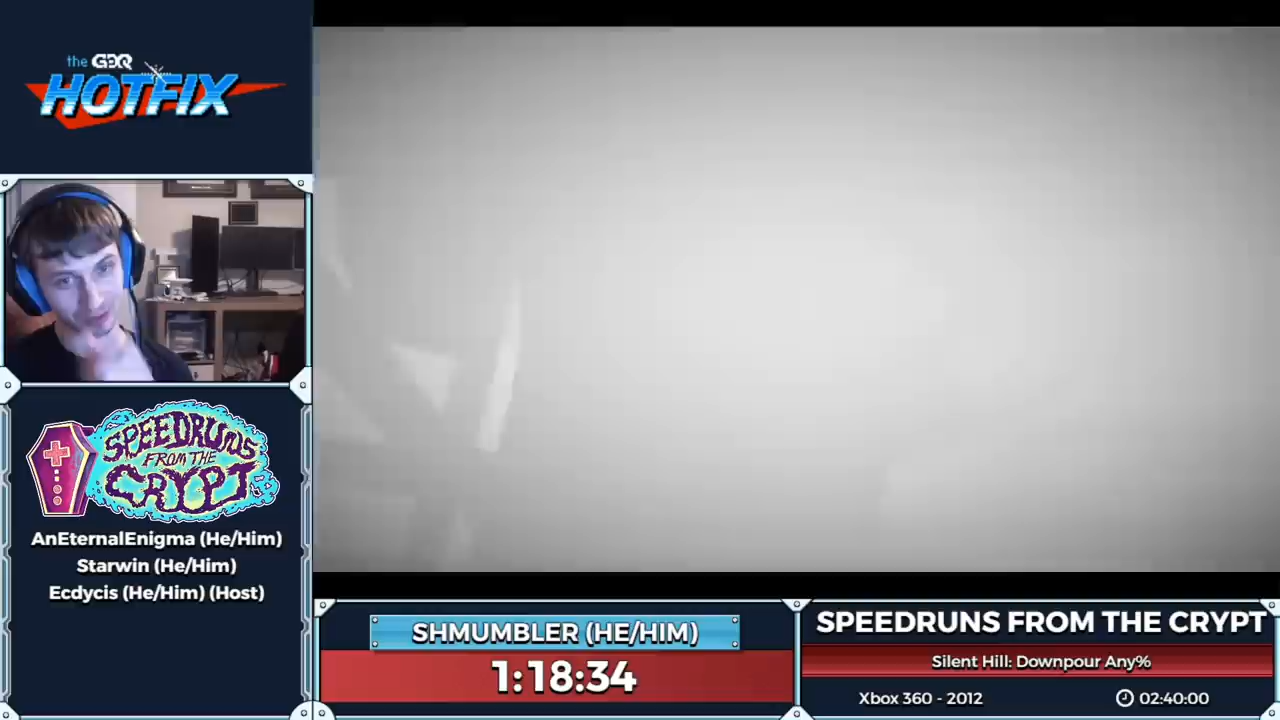 the GDQ
HOTFIX
SPEEDRUNS
FROM THE
CRYPT
AnEternalEnigma (He/Him)
Starwin (He/Him)
Ecdycis (He/Him) (Host)
SHMUMBLER (HE/HIM)
1:18:34
SPEEDRUNS FROM THE CRYPT
Silent Hill: Downpour Any%
Xbox 360 - 2012
02:40:00